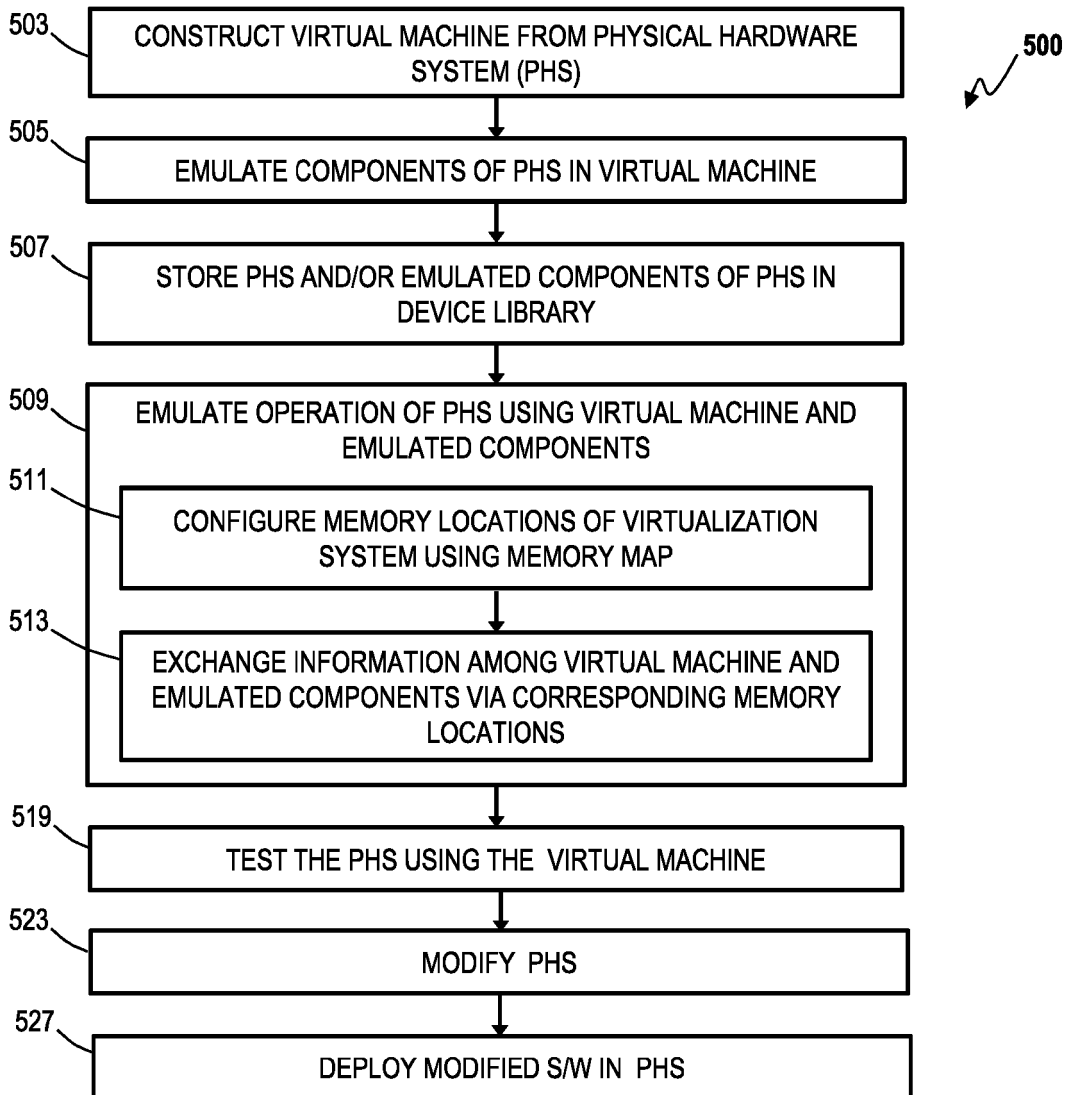 503
CONSTRUCT VIRTUAL MACHINE FROM PHYSICAL HARDWARE
SYSTEM (PHS)
500
505
EMULATE COMPONENTS OF PHS IN VIRTUAL MACHINE
507
STORE PHS AND/OR EMULATED COMPONENTS OF PHS IN
DEVICE LIBRARY
509
EMULATE OPERATION OF PHS USING VIRTUAL MACHINE AND
EMULATED COMPONENTS
511
CONFIGURE MEMORY LOCATIONS OF VIRTUALIZATION
SYSTEM USING MEMORY MAP
513
EXCHANGE INFORMATION AMONG VIRTUAL MACHINE AND
EMULATED COMPONENTS VIA CORRESPONDING MEMORY
LOCATIONS
519
TEST THE PHS USING THE VIRTUAL MACHINE
523
MODIFY PHS
527
DEPLOY MODIFIED S/W IN PHS